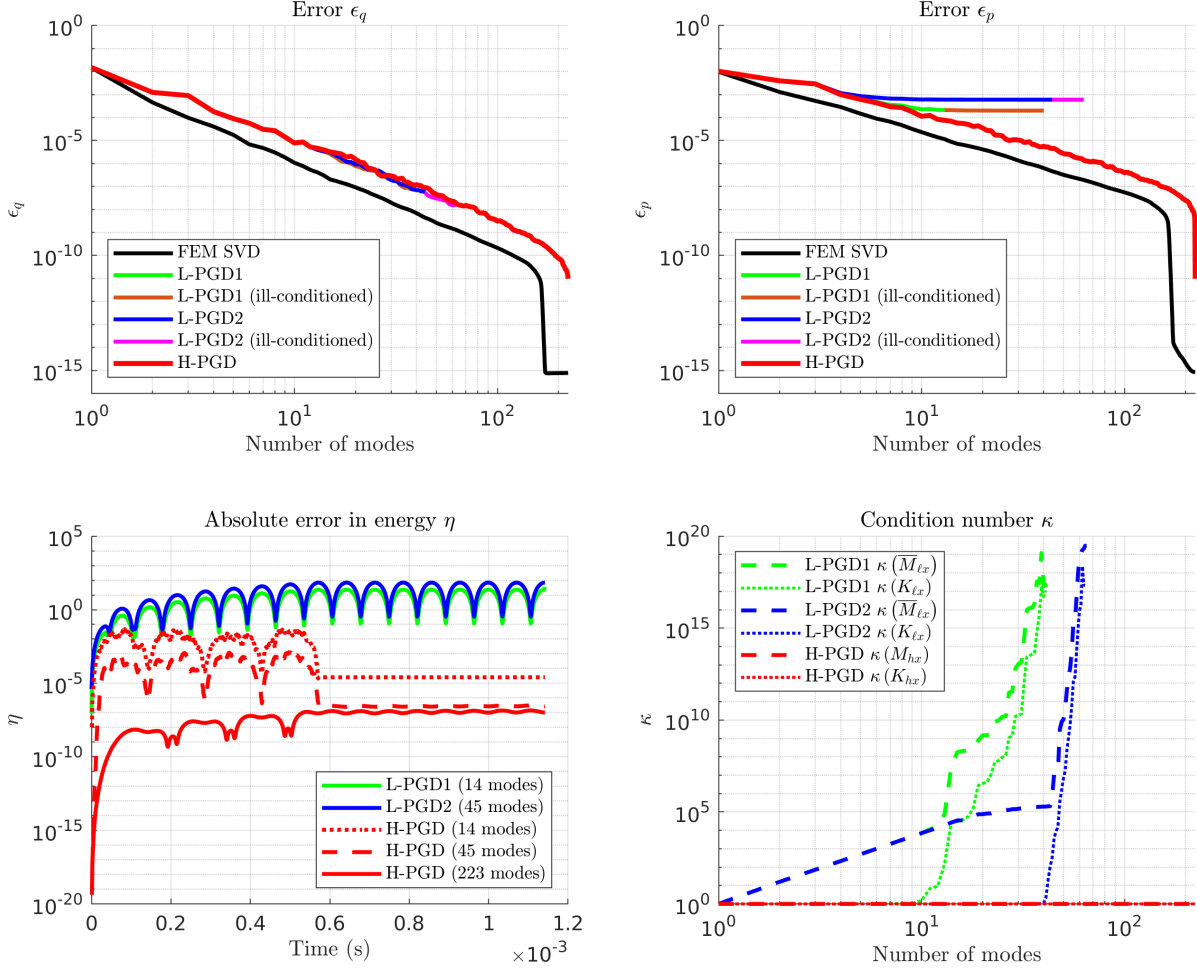 Error ϵ_q
10^0
10^-5
10^-10
10^-15
ϵ_q
FEM SVD
L-PGD1
L-PGD1 (ill-conditioned)
L-PGD2
L-PGD2 (ill-conditioned)
H-PGD
10^0 10^1 10^2
Number of modes
Error ϵ_p
10^0
10^-5
10^-10
10^-15
ϵ_p
FEM SVD
L-PGD1
L-PGD1 (ill-conditioned)
L-PGD2
L-PGD2 (ill-conditioned)
H-PGD
10^0 10^1 10^2
Number of modes
Absolute error in energy η
10^5
10^0
10^-5
10^-10
10^-15
10^-20
η
L-PGD1 (14 modes)
L-PGD2 (45 modes)
H-PGD (14 modes)
H-PGD (45 modes)
H-PGD (223 modes)
0 0.2 0.4 0.6 0.8 1 1.2
Time (s)
×10^-3
Condition number κ
10^20
10^15
10^10
10^5
10^0
κ
L-PGD1 κ(M̅_ℓx)
L-PGD1 κ(K_ℓx)
L-PGD2 κ(M̅_ℓx)
L-PGD2 κ(K_ℓx)
H-PGD κ(M_hx)
H-PGD κ(K_hx)
10^0 10^1 10^2
Number of modes